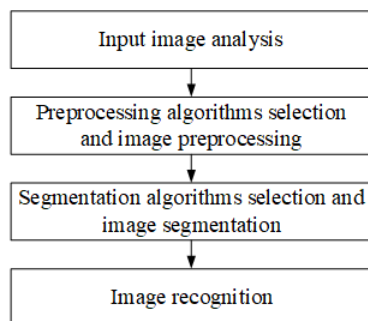 Input image analysis
Preprocessing algorithms selection
and image preprocessing
Segmentation algorithms selection and
image segmentation
Image recognition